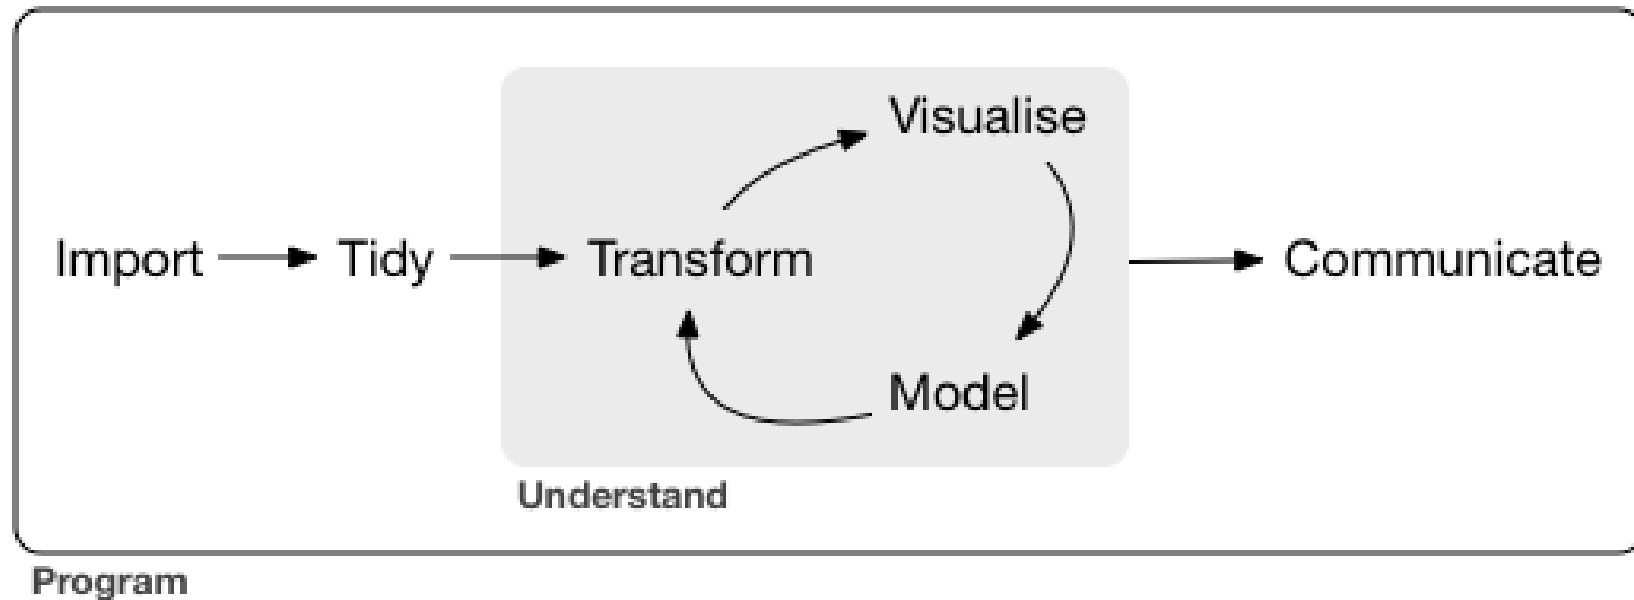 Visualise
Import
Tidy
Transform
Communicate
Model
Understand
Program